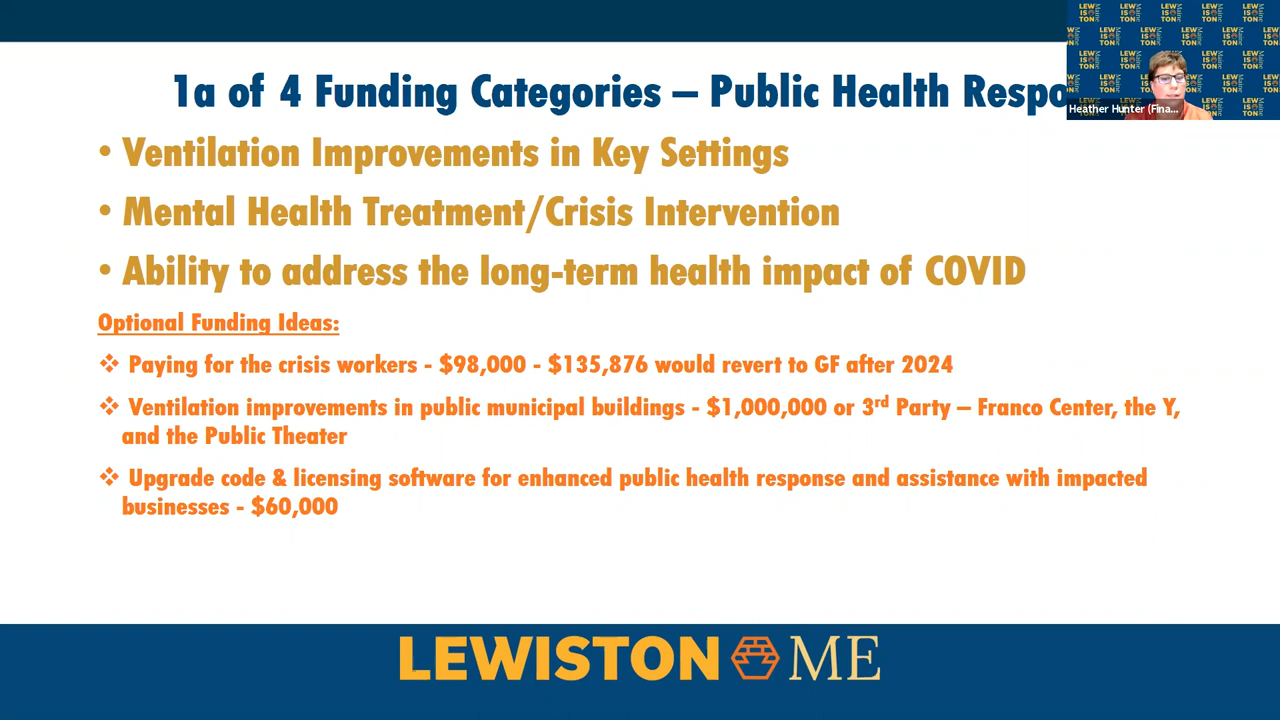 1a of 4 Funding Categories – Public Health Respo
• Ventilation Improvements in Key Settings
• Mental Health Treatment/Crisis Intervention
• Ability to address the long-term health impact of COVID
Optional Funding Ideas:
❖ Paying for the crisis workers - $98,000 - $135,876 would revert to GF after 2024
❖ Ventilation improvements in public municipal buildings - $1,000,000 or 3rd Party – Franco Center, the Y,
and the Public Theater
❖ Upgrade code & licensing software for enhanced public health response and assistance with impacted
businesses - $60,000
LEWISTON ME
Heather Hunter (Fina...
LEW
IS
TON
Maine